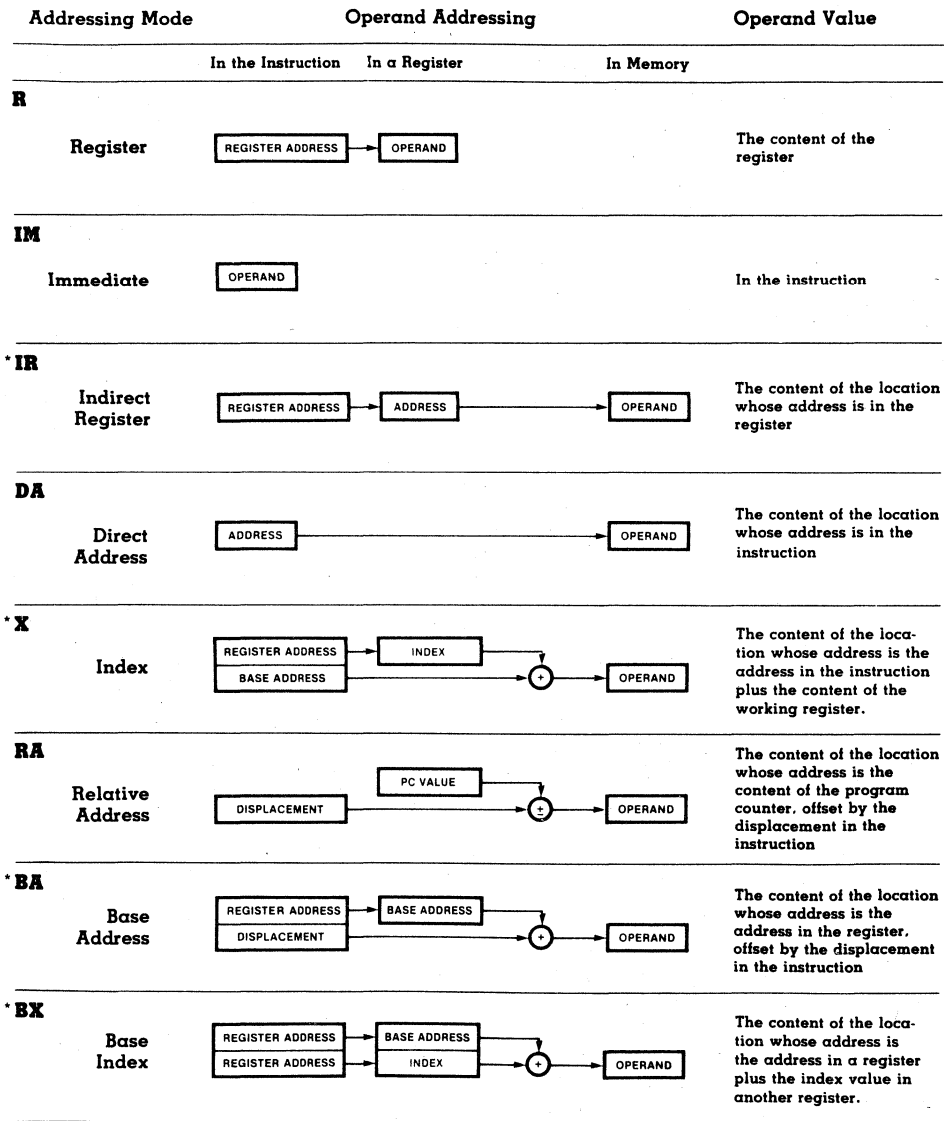 Addressing Mode Operand Addressing Operand Value
In the Instruction In a Register In Memory
R
Register
REGISTER ADDRESS OPERAND
The content of the
register
IM
Immediate
OPERAND
In the instruction
*IR
Indirect
Register
REGISTER ADDRESS ADDRESS OPERAND
The content of the location
whose address is in the
register
DA
Direct
Address
ADDRESS OPERAND
The content of the location
whose address is in the
instruction
*X
Index
REGISTER ADDRESS INDEX
BASE ADDRESS + OPERAND
The content of the loca-
tion whose address is the
address in the instruction
plus the content of the
working register.
RA
Relative
Address
PC VALUE
DISPLACEMENT ± OPERAND
The content of the location
whose address is the
content of the program
counter, offset by the
displacement in the
instruction
*BA
Base
Address
REGISTER ADDRESS BASE ADDRESS
DISPLACEMENT + OPERAND
The content of the location
whose address is the
address in the register,
offset by the displacement
in the instruction
*BX
Base
Index
REGISTER ADDRESS BASE ADDRESS
REGISTER ADDRESS INDEX + OPERAND
The content of the loca-
tion whose address is
the address in a register
plus the index value in
another register.